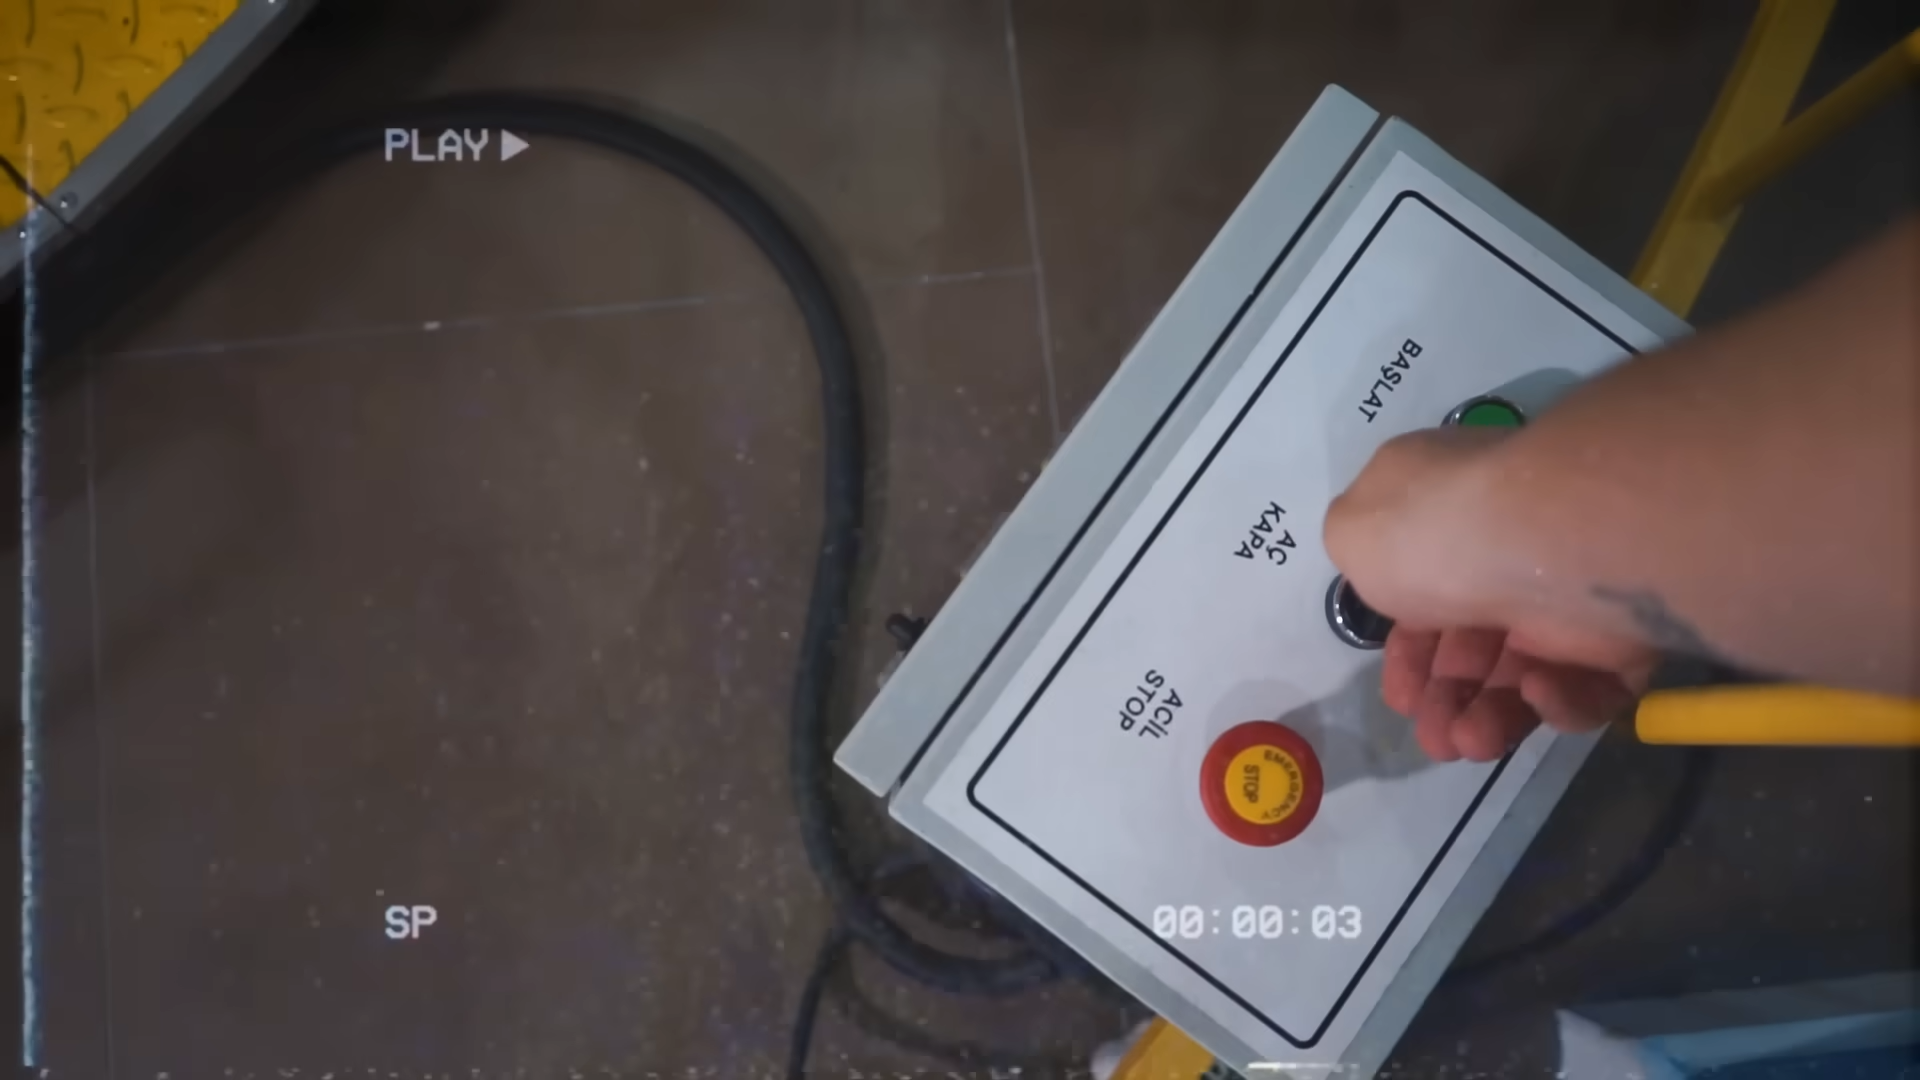 PLAY
BAŞLAT
AÇ
KAPA
ACİL
STOP
EMERGENCY
STOP
SP
00:00:03